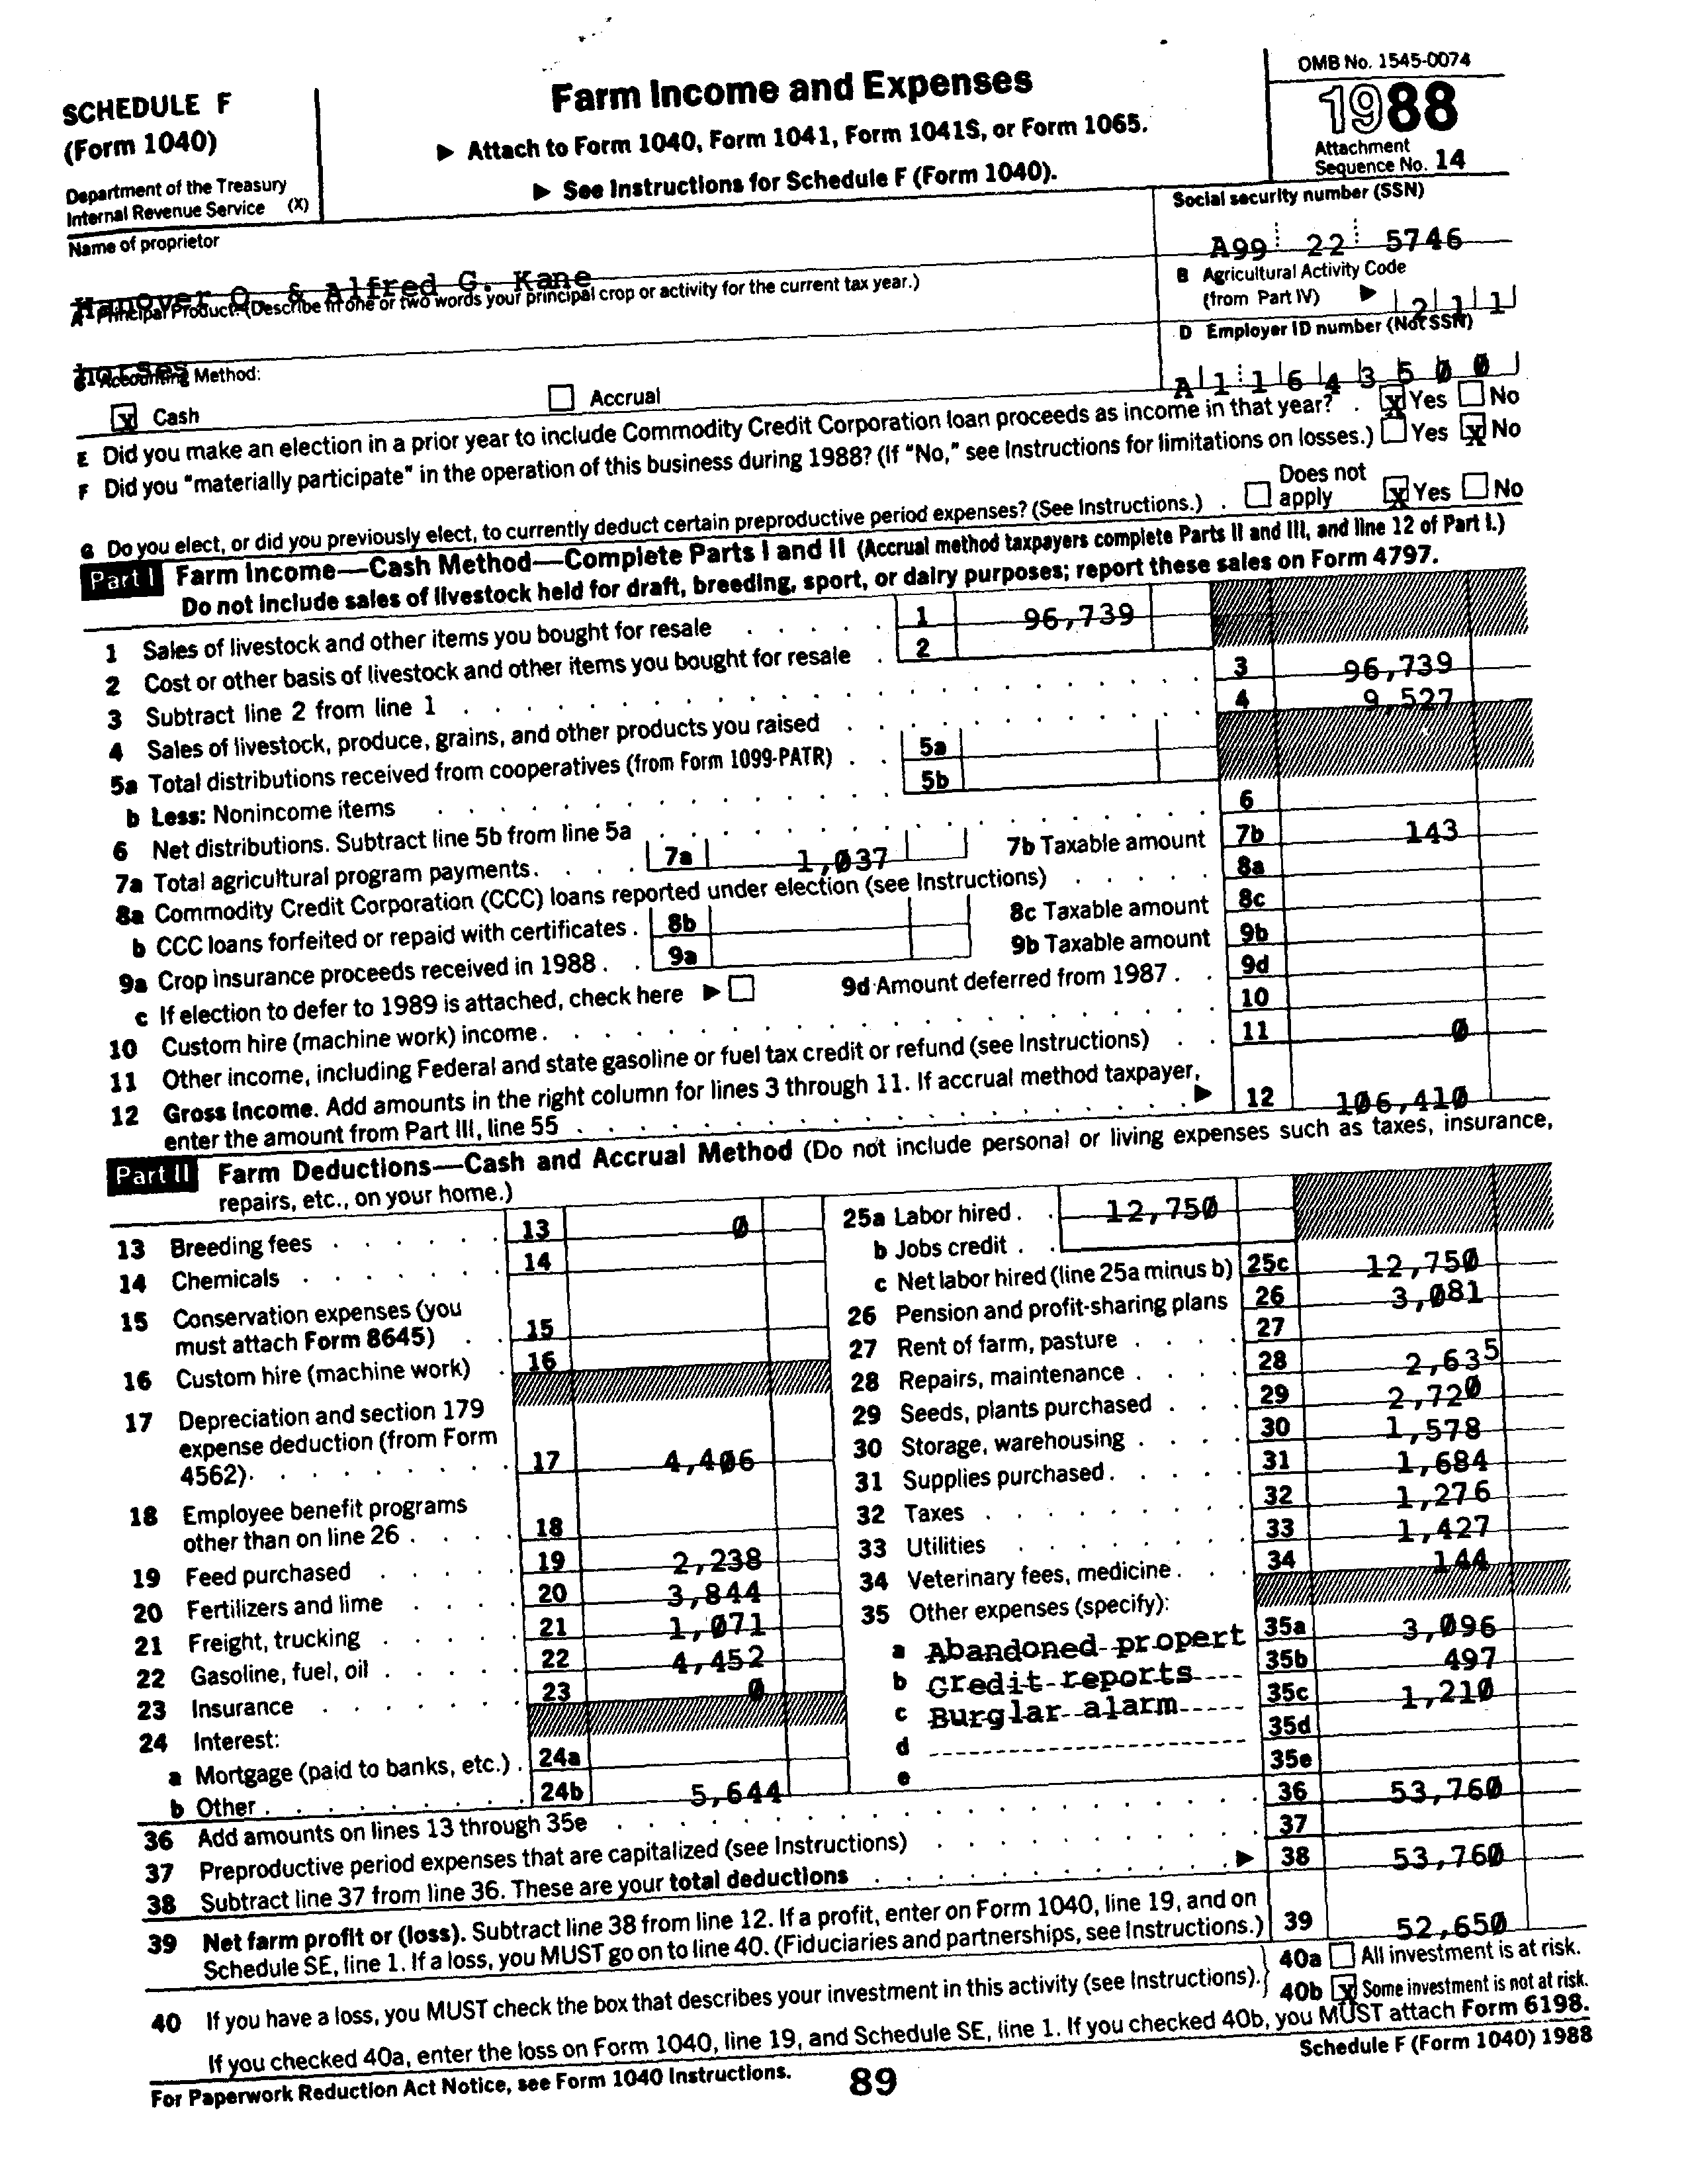 SCHEDULE F
(Form 1040)
Department of the Treasury
Internal Revenue Service (X)
Farm Income and Expenses
▶ Attach to Form 1040, Form 1041, Form 1041S, or Form 1065.
▶ See Instructions for Schedule F (Form 1040).
OMB No. 1545-0074
1988
Attachment
Sequence No. 14
Name of proprietor
Hanover O. & Alfred G. Kane
Social security number (SSN)
A99 22 5746
A Principal Product (Describe in one or two words your principal crop or activity for the current tax year.)
horses
B Agricultural Activity Code
(from Part IV) ▶ 2 1 1
D Employer ID number (Not SSN)
A 1 1 6 4 3 5 0 0
C Accounting Method:
x Cash Accrual
E Did you make an election in a prior year to include Commodity Credit Corporation loan proceeds as income in that year? . x Yes No
F Did you "materially participate" in the operation of this business during 1988? (If "No," see Instructions for limitations on losses.) Yes x No
G Do you elect, or did you previously elect, to currently deduct certain preproductive period expenses? (See Instructions.) . Does not apply x Yes No
Part I Farm Income—Cash Method—Complete Parts I and II (Accrual method taxpayers complete Parts II and III, and line 12 of Part I.)
Do not include sales of livestock held for draft, breeding, sport, or dairy purposes; report these sales on Form 4797.
1 Sales of livestock and other items you bought for resale 1 96,739
2 Cost or other basis of livestock and other items you bought for resale 2
3 Subtract line 2 from line 1 3 96,739
4 Sales of livestock, produce, grains, and other products you raised 4 9,527
5a Total distributions received from cooperatives (from Form 1099-PATR) 5a
b Less: Nonincome items 5b
6 Net distributions. Subtract line 5b from line 5a 6
7a Total agricultural program payments. 7a 1,037 7b Taxable amount 7b 143
8a Commodity Credit Corporation (CCC) loans reported under election (see Instructions) 8a
b CCC loans forfeited or repaid with certificates . 8b 8c Taxable amount 8c
9a Crop insurance proceeds received in 1988 . 9a 9b Taxable amount 9b
c If election to defer to 1989 is attached, check here ▶ 9d Amount deferred from 1987 . 9d
10 Custom hire (machine work) income . 10
11 Other income, including Federal and state gasoline or fuel tax credit or refund (see Instructions) 11 0
12 Gross income. Add amounts in the right column for lines 3 through 11. If accrual method taxpayer,
enter the amount from Part III, line 55 ▶ 12 106,410
Part II Farm Deductions—Cash and Accrual Method (Do not include personal or living expenses such as taxes, insurance,
repairs, etc., on your home.)
13 Breeding fees 13 0
14 Chemicals 14
15 Conservation expenses (you
must attach Form 8645) 15
16 Custom hire (machine work) 16
17 Depreciation and section 179
expense deduction (from Form
4562). 17 4,406
18 Employee benefit programs
other than on line 26 . 18
19 Feed purchased 19 2,238
20 Fertilizers and lime 20 3,844
21 Freight, trucking 21 1,071
22 Gasoline, fuel, oil . 22 4,452
23 Insurance 23 0
24 Interest:
a Mortgage (paid to banks, etc.) . 24a
b Other . 24b 5,644
25a Labor hired . 12,750
b Jobs credit .
c Net labor hired (line 25a minus b) 25c 12,750
26 Pension and profit-sharing plans 26 3,081
27 Rent of farm, pasture 27
28 Repairs, maintenance . 28 2,635
29 Seeds, plants purchased 29 2,720
30 Storage, warehousing . 30 1,578
31 Supplies purchased . 31 1,684
32 Taxes 32 1,276
33 Utilities 33 1,427
34 Veterinary fees, medicine . 34 144
35 Other expenses (specify):
a Abandoned propert 35a 3,096
b Credit reports 35b 497
c Burglar alarm 35c 1,210
d 35d
e 35e
36 Add amounts on lines 13 through 35e 36 53,760
37 Preproductive period expenses that are capitalized (see Instructions) 37
38 Subtract line 37 from line 36. These are your total deductions ▶ 38 53,760
39 Net farm profit or (loss). Subtract line 38 from line 12. If a profit, enter on Form 1040, line 19, and on
Schedule SE, line 1. If a loss, you MUST go on to line 40. (Fiduciaries and partnerships, see Instructions.) 39 52,650
40 If you have a loss, you MUST check the box that describes your investment in this activity (see Instructions). 40a All investment is at risk.
40b x Some investment is not at risk.
If you checked 40a, enter the loss on Form 1040, line 19, and Schedule SE, line 1. If you checked 40b, you MUST attach Form 6198.
For Paperwork Reduction Act Notice, see Form 1040 Instructions. 89 Schedule F (Form 1040) 1988